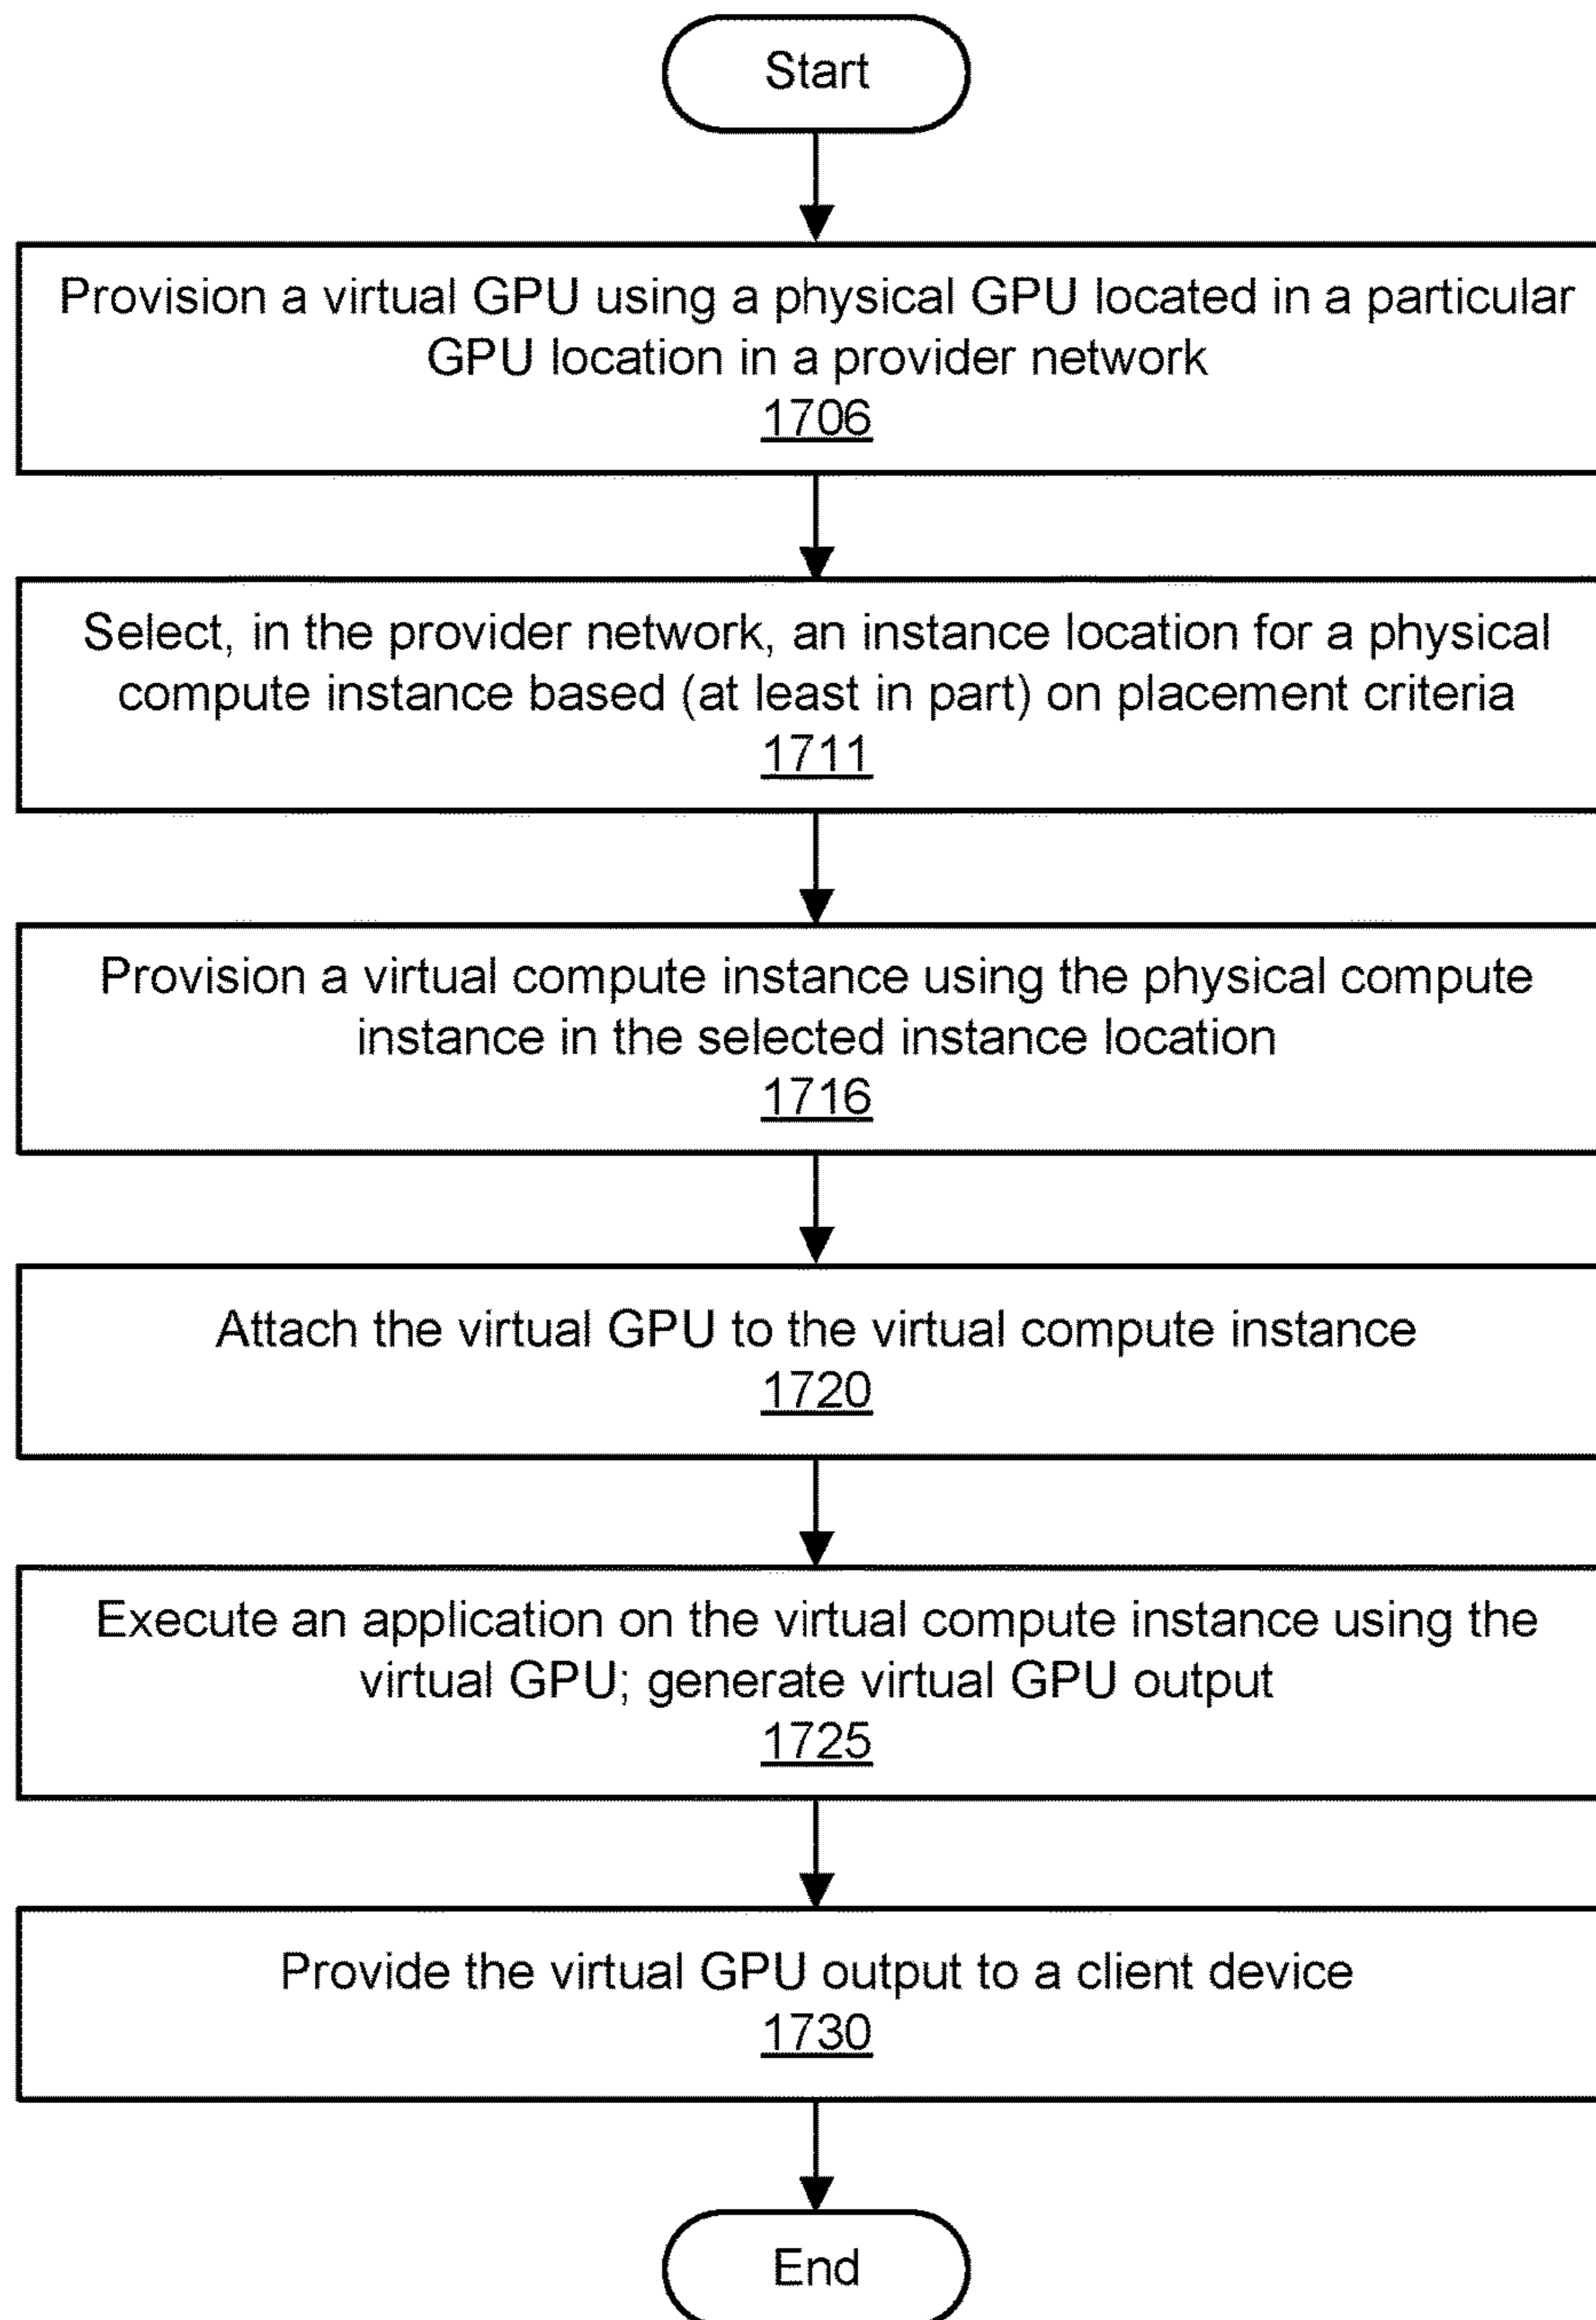 Start
Provision a virtual GPU using a physical GPU located in a particular
GPU location in a provider network
1706
Select, in the provider network, an instance location for a physical
compute instance based (at least in part) on placement criteria
1711
Provision a virtual compute instance using the physical compute
instance in the selected instance location
1716
Attach the virtual GPU to the virtual compute instance
1720
Execute an application on the virtual compute instance using the
virtual GPU; generate virtual GPU output
1725
Provide the virtual GPU output to a client device
1730
End